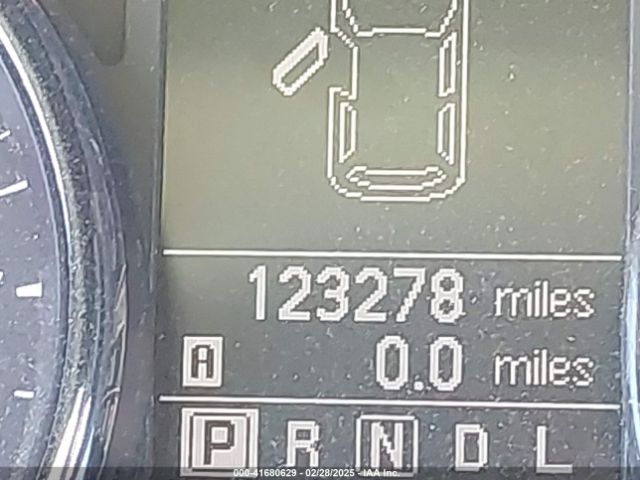 123278 miles
A 0.0 miles
P R N D L
000-41680629 - 02/28/2025 - IAA Inc.